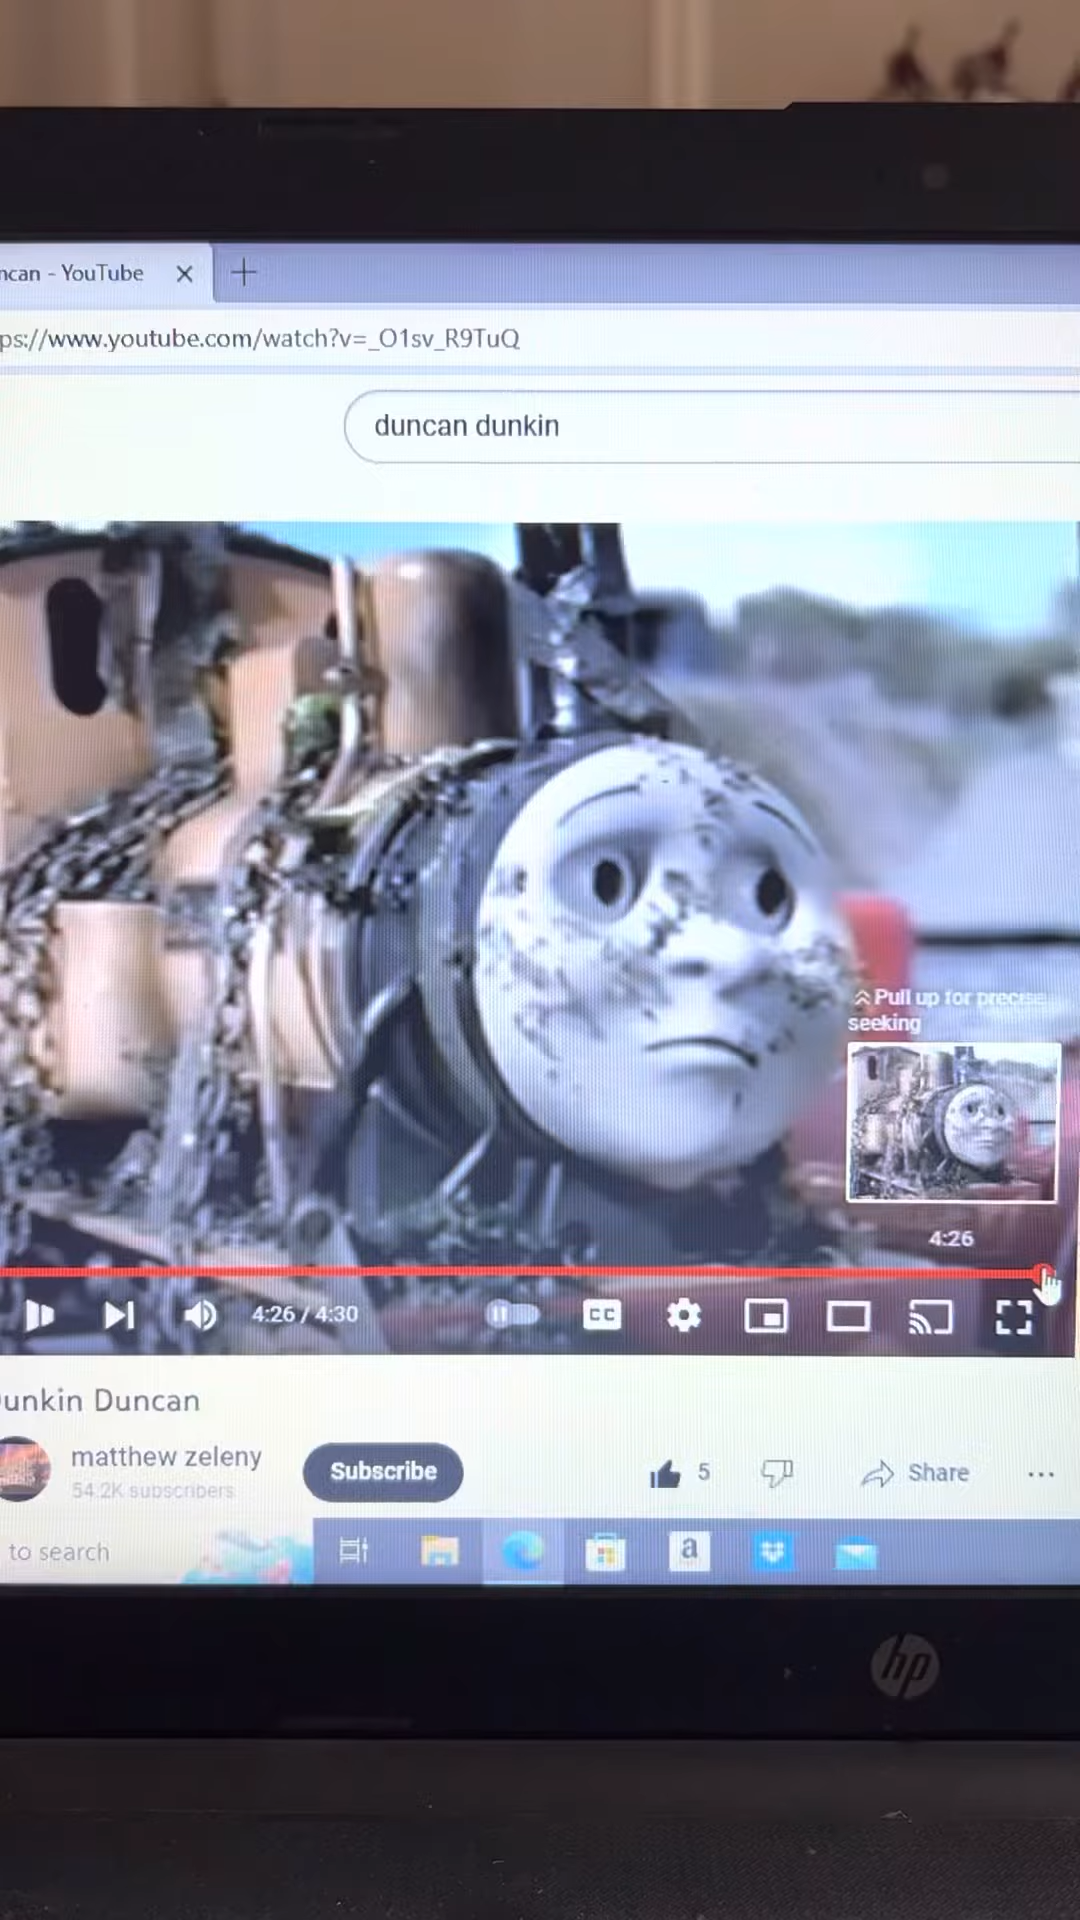 ncan - YouTube
ps://www.youtube.com/watch?v=_O1sv_R9TuQ
duncan dunkin
Pull up for precise
seeking
4:26
4:26 / 4:30
CC
unkin Duncan
matthew zeleny
54.2K subscribers
Subscribe
5
Share
to search
a
hp